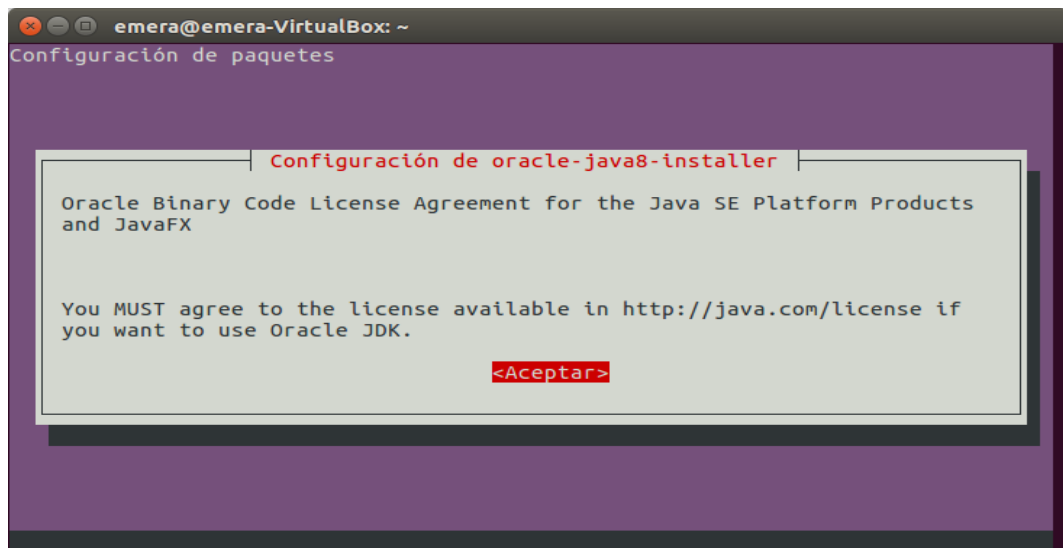 emera@emera-VirtualBox: ~
Configuración de paquetes
Configuración de oracle-java8-installer
Oracle Binary Code License Agreement for the Java SE Platform Products
and JavaFX
You MUST agree to the license available in http://java.com/license if
you want to use Oracle JDK.
<Aceptar>